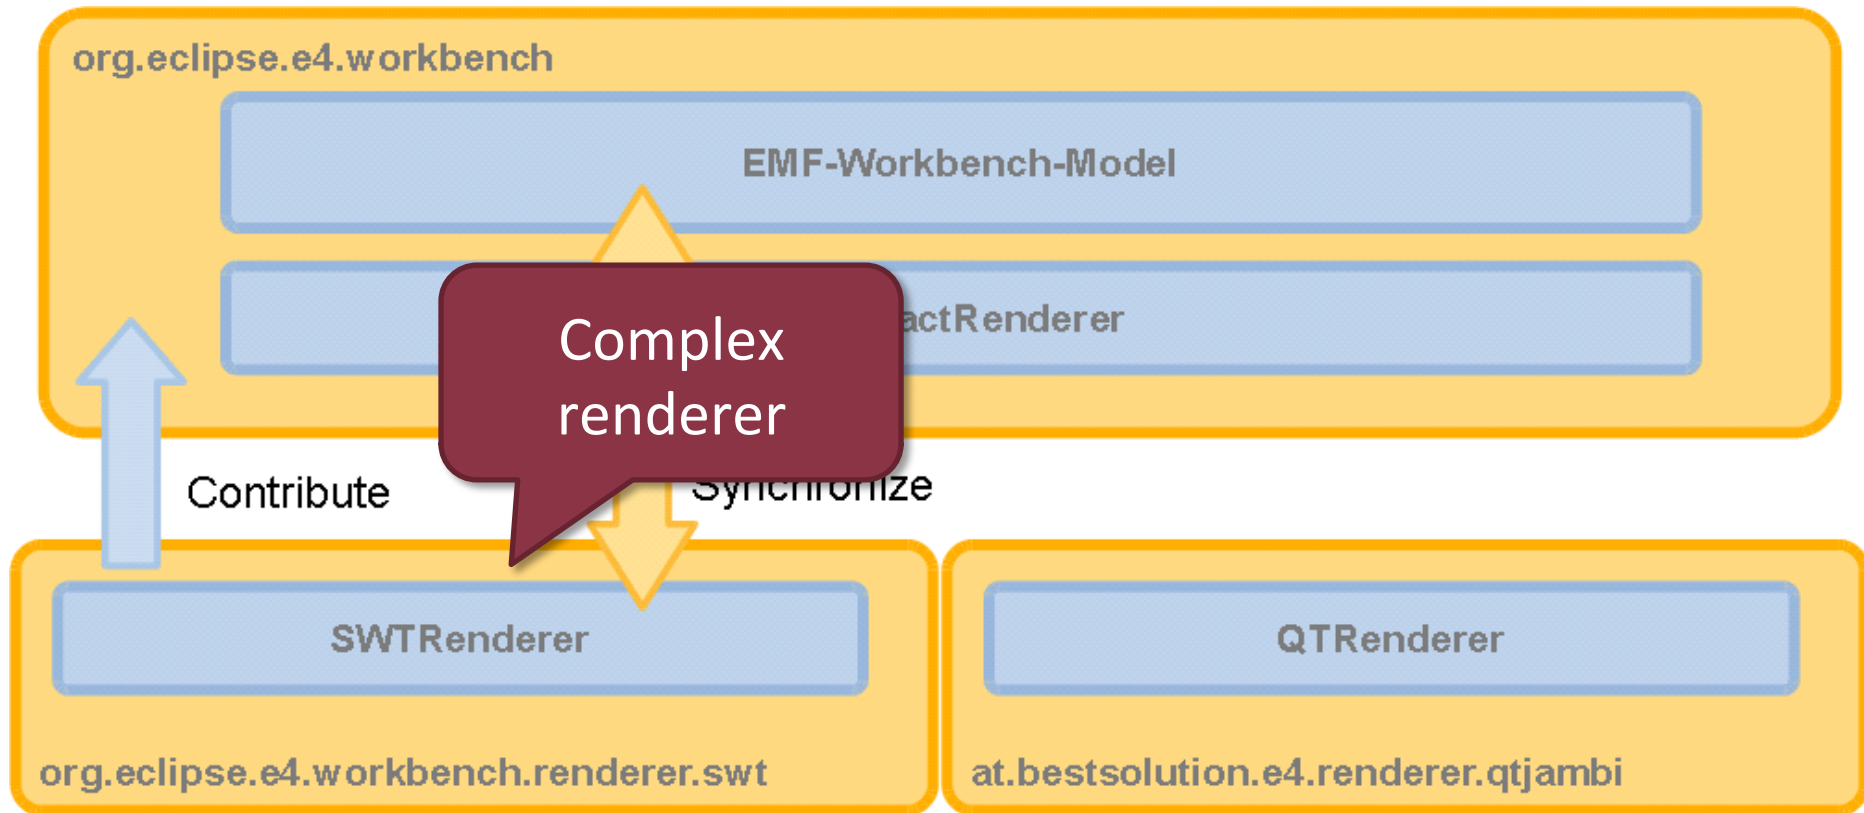 org.eclipse.e4.workbench
EMF-Workbench-Model
actRenderer
Complex
renderer
Contribute
Synchronize
SWTRenderer
QTRenderer
org.eclipse.e4.workbench.renderer.swt
at.bestsolution.e4.renderer.qtjambi